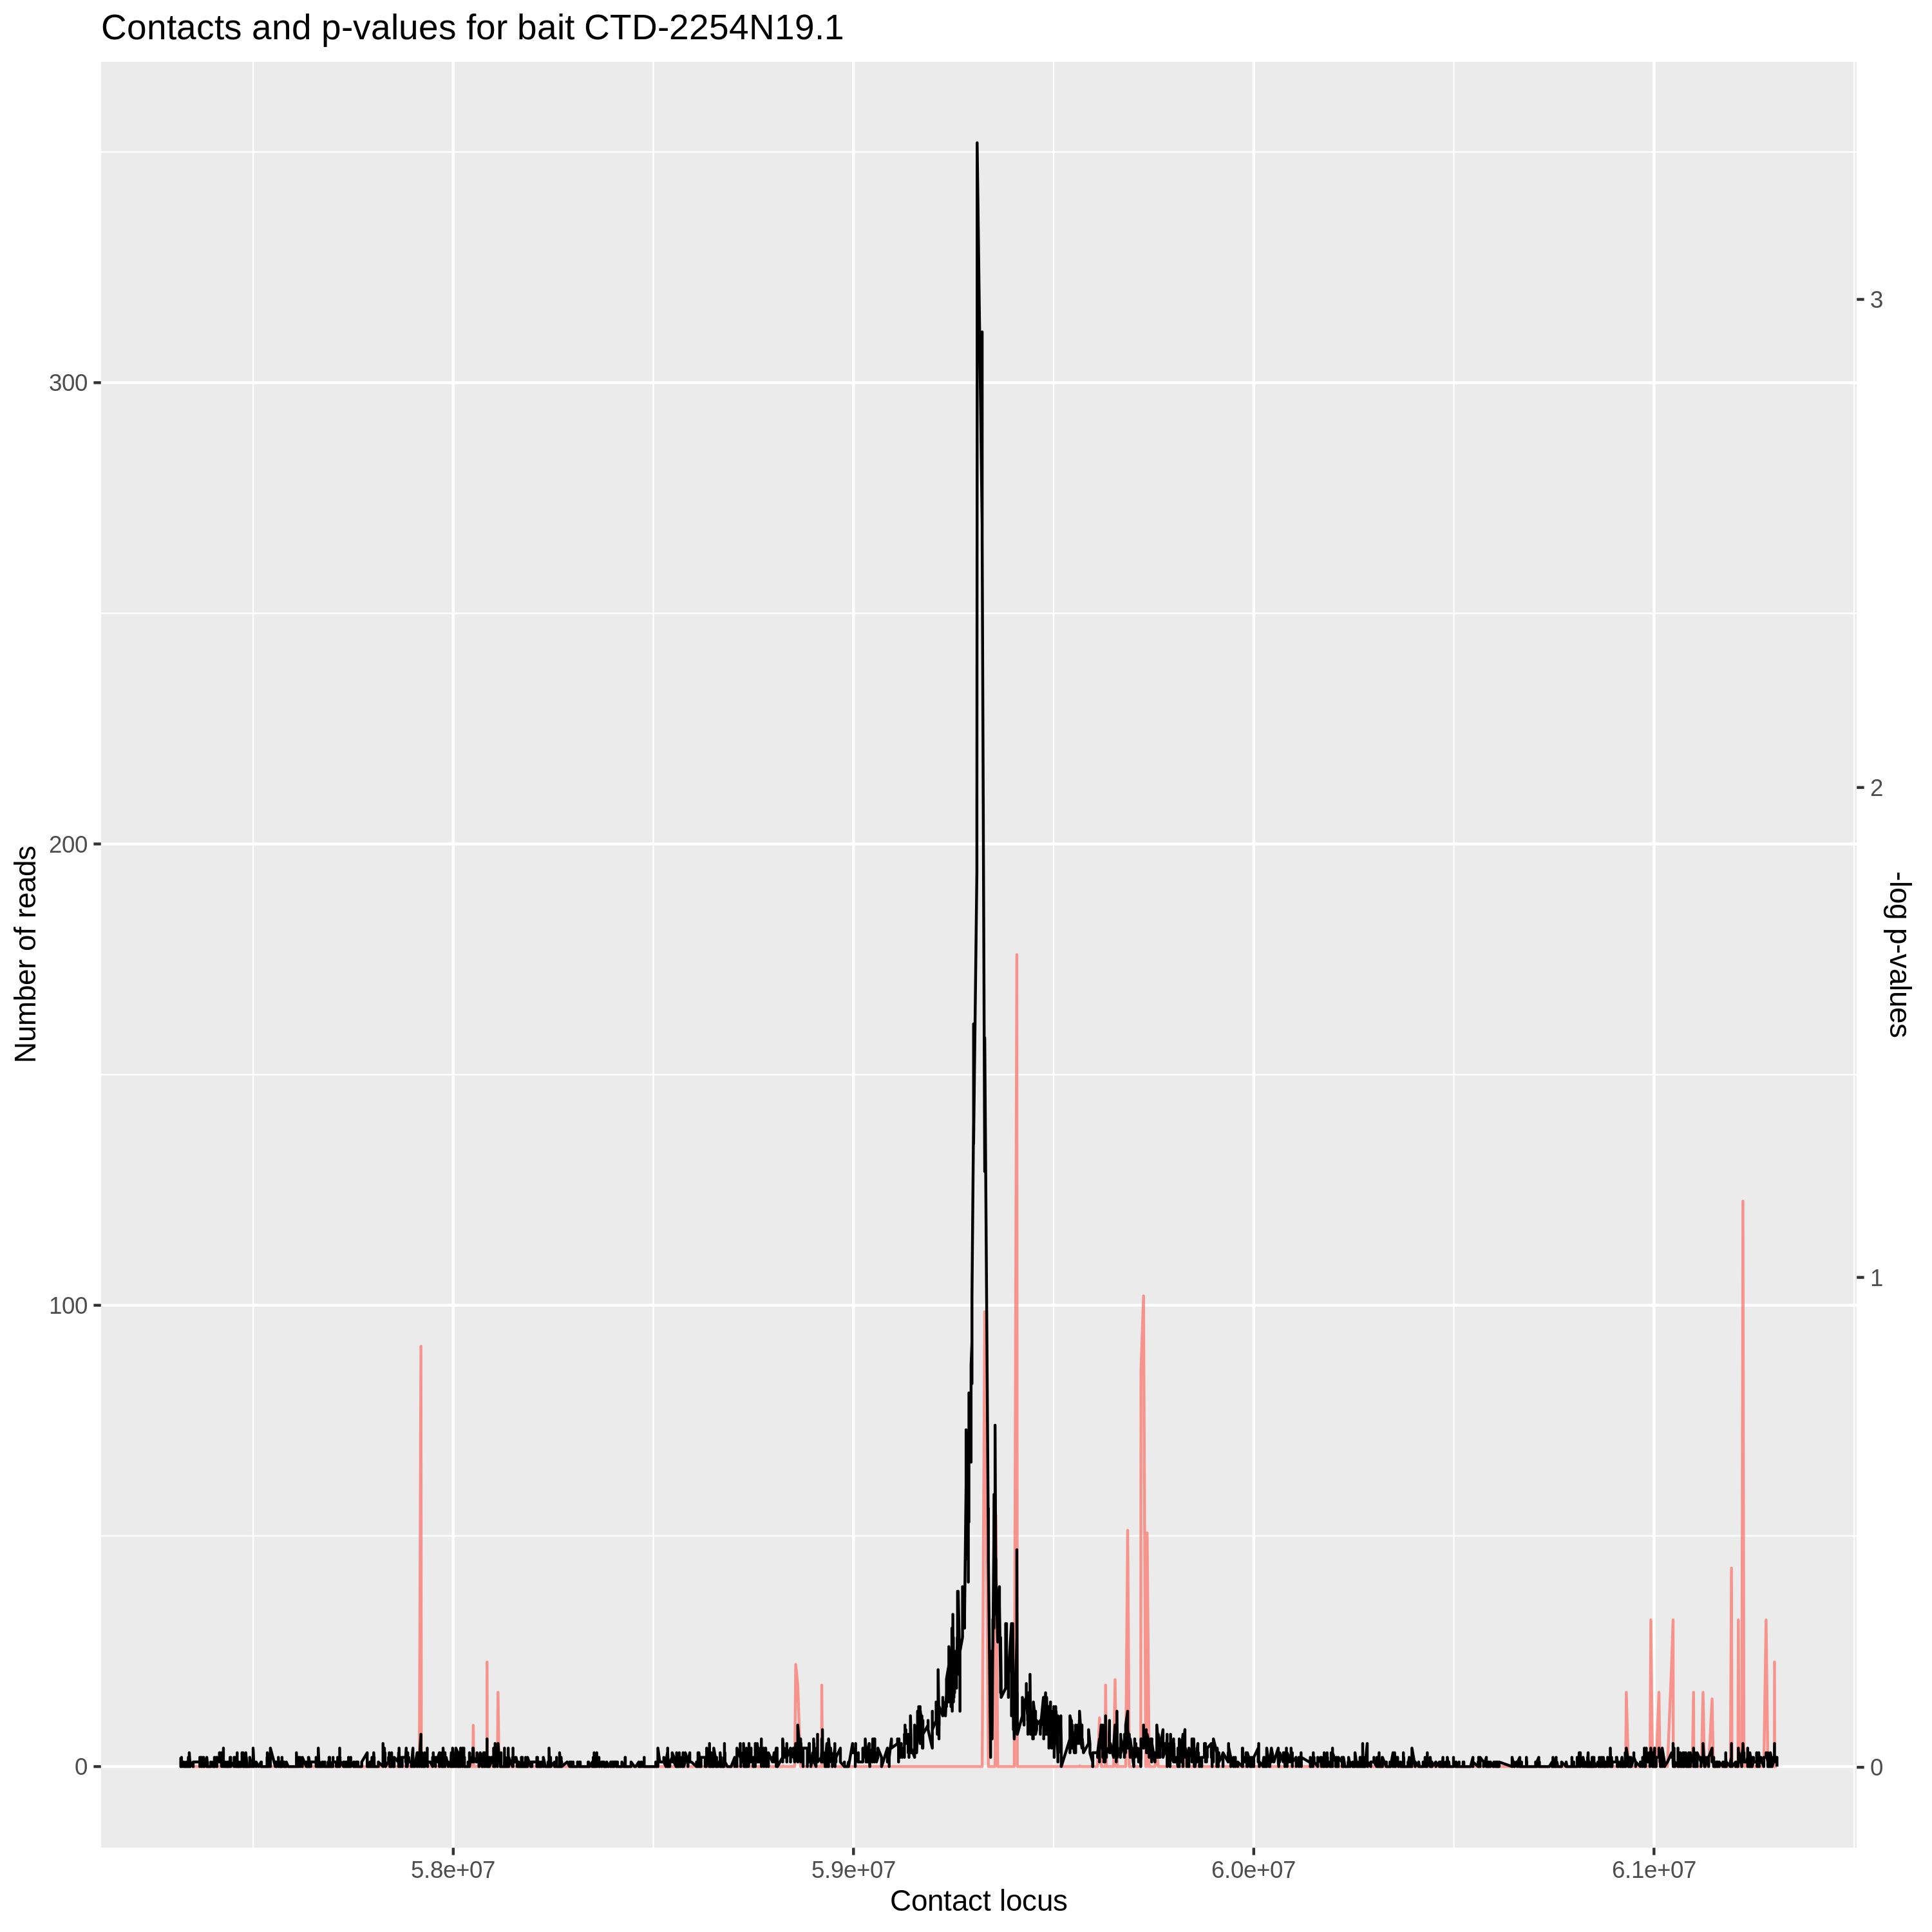 Contacts and p-values for bait CTD-2254N19.1
Number of reads
300
200
100
0
3
2
1
0
-log p-values
5.8e+07
5.9e+07
6.0e+07
6.1e+07
Contact locus